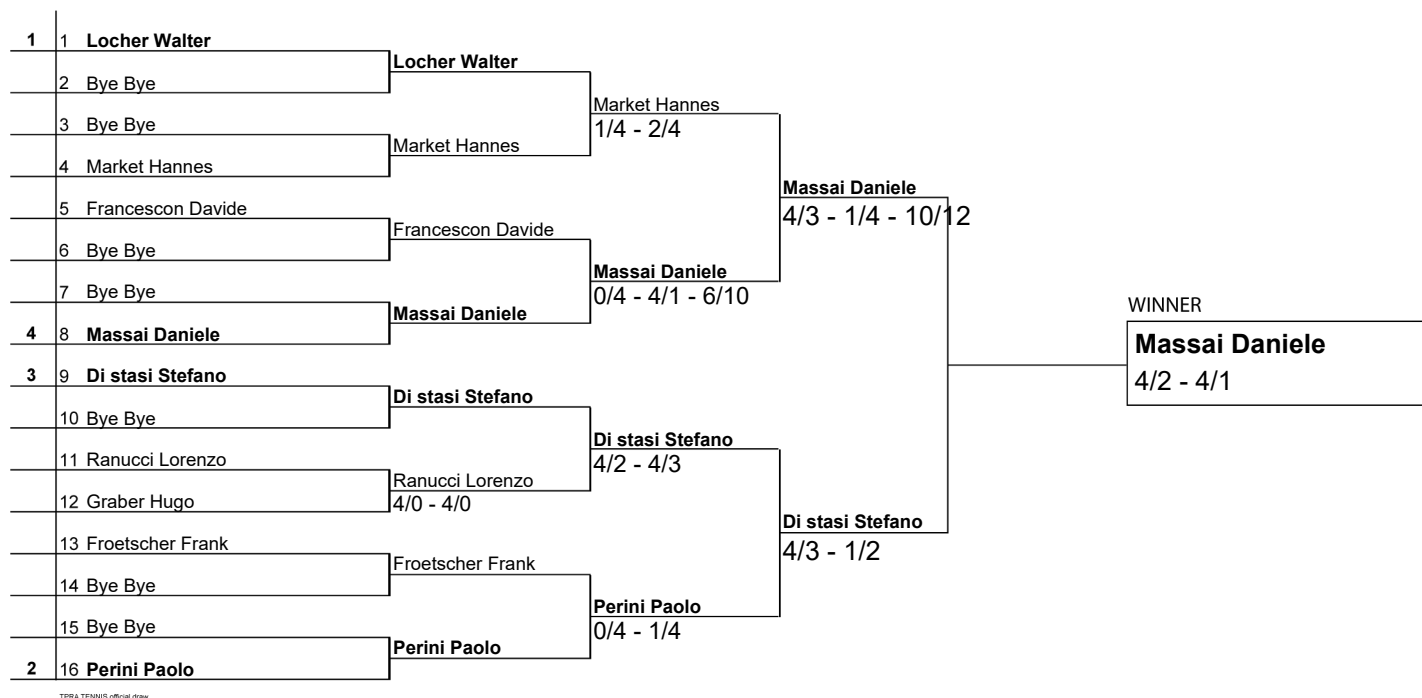 1 1 Locher Walter
2 Bye Bye
3 Bye Bye
4 Market Hannes
5 Francescon Davide
6 Bye Bye
7 Bye Bye
4 8 Massai Daniele
3 9 Di stasi Stefano
10 Bye Bye
11 Ranucci Lorenzo
12 Graber Hugo
13 Froetscher Frank
14 Bye Bye
15 Bye Bye
2 16 Perini Paolo
TPRA TENNIS official draw
Locher Walter
Market Hannes
Francescon Davide
Massai Daniele
Di stasi Stefano
Ranucci Lorenzo
4/0 - 4/0
Froetscher Frank
Perini Paolo
Market Hannes
1/4 - 2/4
Massai Daniele
0/4 - 4/1 - 6/10
Di stasi Stefano
4/2 - 4/3
Perini Paolo
0/4 - 1/4
Massai Daniele
4/3 - 1/4 - 10/12
Di stasi Stefano
4/3 - 1/2
WINNER
Massai Daniele
4/2 - 4/1